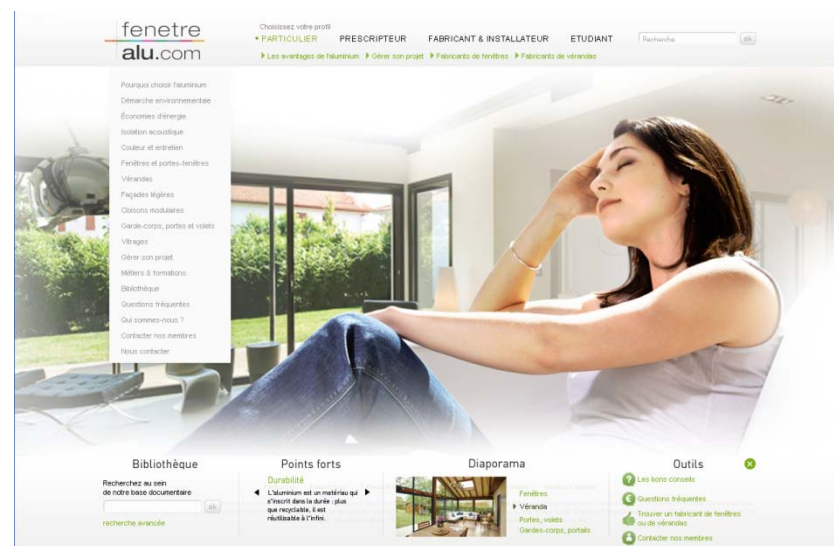 fenetre
alu.com
Choisissez votre profil
PARTICULIER PRESCRIPTEUR FABRICANT & INSTALLATEUR ETUDIANT
Recherche ok
Les avantages de l'aluminium Gérer son projet Fabricants de fenêtres Fabricants de vérandas
Pourquoi choisir l'aluminium
Démarche environnementale
Économies d'énergie
Isolation acoustique
Couleur et entretien
Fenêtres et portes-fenêtres
Vérandas
Façades légères
Cloisons modulaires
Garde-corps, portes et volets
Vitrages
Gérer son projet
Métiers & formations
Bibliothèque
Questions fréquentes
Qui sommes-nous ?
Contacter nos membres
Nous contacter
Bibliothèque
Recherchez au sein
de notre base documentaire
ok
recherche avancée
Points forts
Durabilité
L'aluminium est un matériau qui
s'inscrit dans la durée : plus
que recyclable, il est
réutilisable à l'infini.
Diaporama
Fenêtres
Véranda
Portes, volets
Gardes-corps, portails
Outils
Les bons conseils
Questions fréquentes
Trouver un fabricant de fenêtres
ou de vérandas
Contacter nos membres